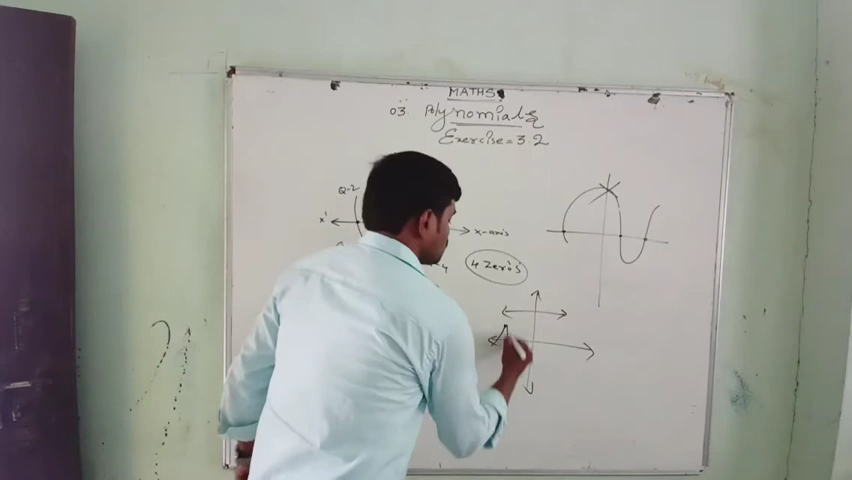 MATHS
03 Polynomials
Exercise = 3.2
Q-2
x'
x-axis
4 Zero's